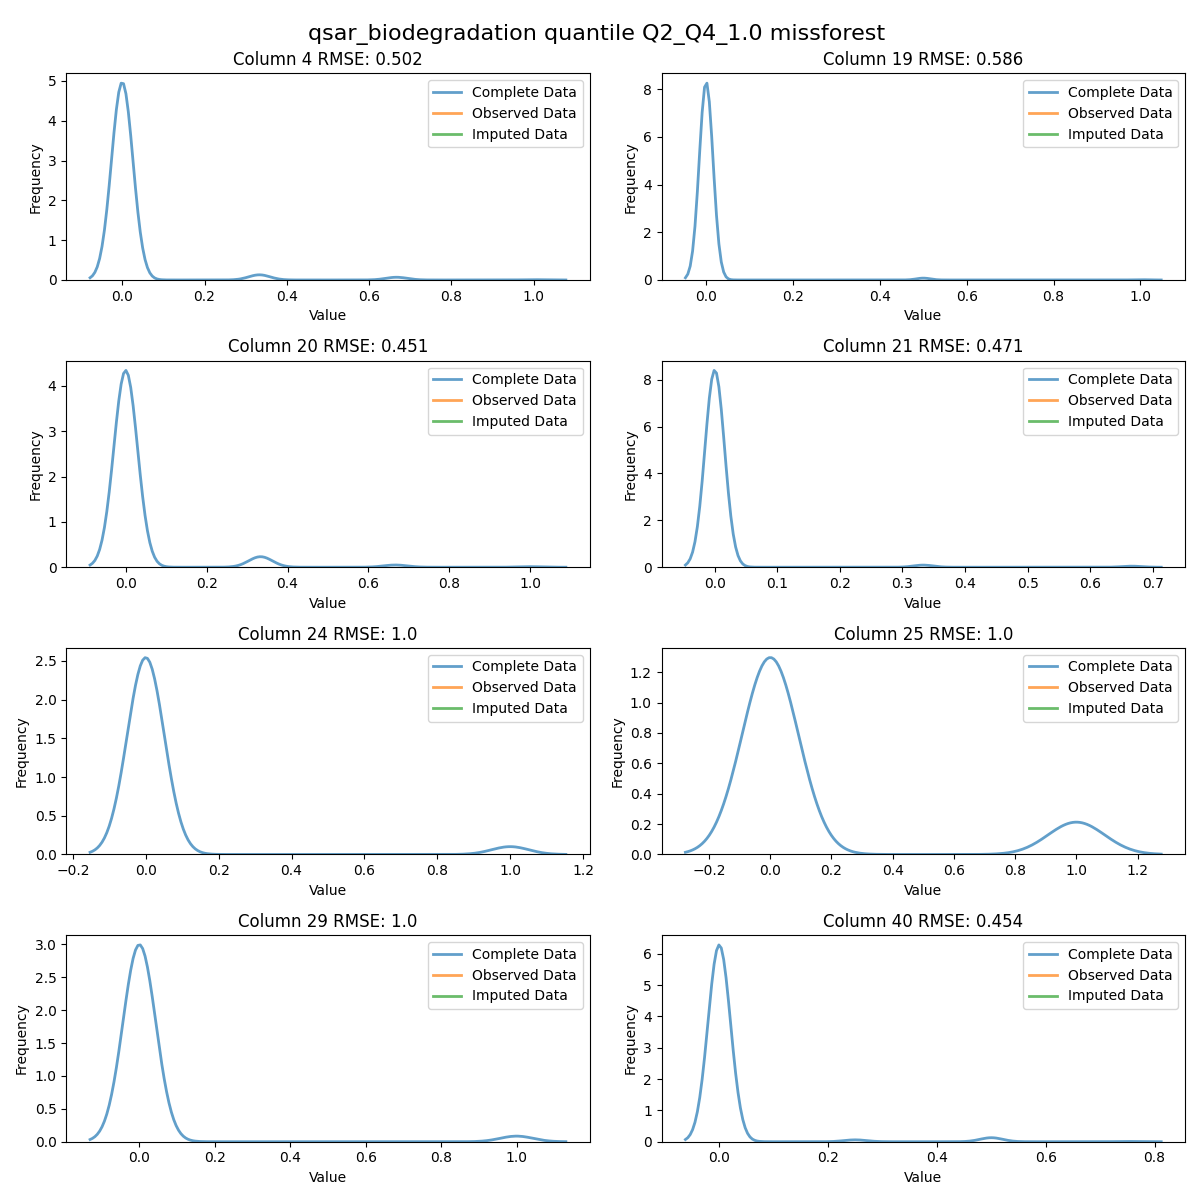 qsar_biodegradation quantile Q2_Q4_1.0 missforest
Column 4 RMSE: 0.502
Complete Data
Observed Data
Imputed Data
Frequency
5
4
3
2
1
0
0.0 0.2 0.4 0.6 0.8 1.0
Value
Column 19 RMSE: 0.586
Complete Data
Observed Data
Imputed Data
Frequency
8
6
4
2
0
0.0 0.2 0.4 0.6 0.8 1.0
Value
Column 20 RMSE: 0.451
Complete Data
Observed Data
Imputed Data
Frequency
4
3
2
1
0
0.0 0.2 0.4 0.6 0.8 1.0
Value
Column 21 RMSE: 0.471
Complete Data
Observed Data
Imputed Data
Frequency
8
6
4
2
0
0.0 0.1 0.2 0.3 0.4 0.5 0.6 0.7
Value
Column 24 RMSE: 1.0
Complete Data
Observed Data
Imputed Data
Frequency
2.5
2.0
1.5
1.0
0.5
0.0
−0.2 0.0 0.2 0.4 0.6 0.8 1.0 1.2
Value
Column 25 RMSE: 1.0
Complete Data
Observed Data
Imputed Data
Frequency
1.2
1.0
0.8
0.6
0.4
0.2
0.0
−0.2 0.0 0.2 0.4 0.6 0.8 1.0 1.2
Value
Column 29 RMSE: 1.0
Complete Data
Observed Data
Imputed Data
Frequency
3.0
2.5
2.0
1.5
1.0
0.5
0.0
0.0 0.2 0.4 0.6 0.8 1.0
Value
Column 40 RMSE: 0.454
Complete Data
Observed Data
Imputed Data
Frequency
6
5
4
3
2
1
0
0.0 0.2 0.4 0.6 0.8
Value